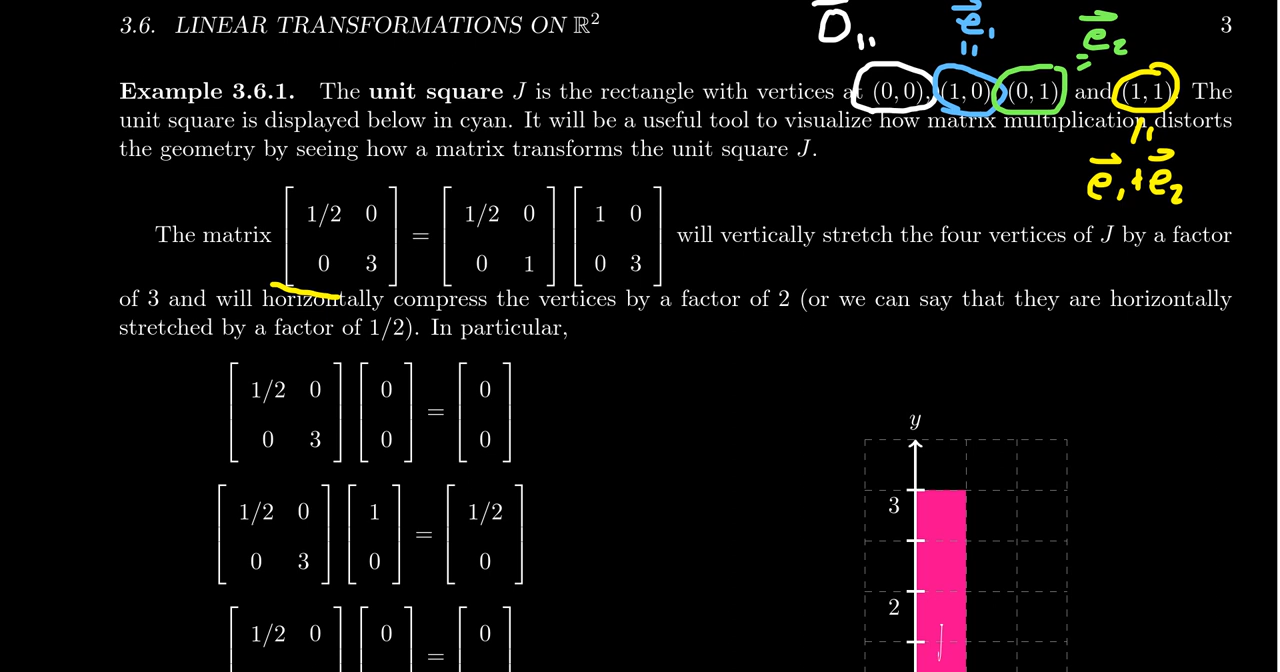 3.6. LINEAR TRANSFORMATIONS ON ℝ² 3
0⃗ e⃗₁ e⃗₂
= = =
Example 3.6.1. The unit square J is the rectangle with vertices at (0, 0), (1, 0), (0, 1) and (1, 1). The
unit square is displayed below in cyan. It will be a useful tool to visualize how matrix multiplication distorts
the geometry by seeing how a matrix transforms the unit square J.
=
e⃗₁+e⃗₂
The matrix [1/2 0; 0 3] = [1/2 0; 0 1] [1 0; 0 3] will vertically stretch the four vertices of J by a factor
of 3 and will horizontally compress the vertices by a factor of 2 (or we can say that they are horizontally
stretched by a factor of 1/2). In particular,
[1/2 0; 0 3] [0; 0] = [0; 0]
[1/2 0; 0 3] [1; 0] = [1/2; 0]
1/2 0 0 = 0
y
3
2